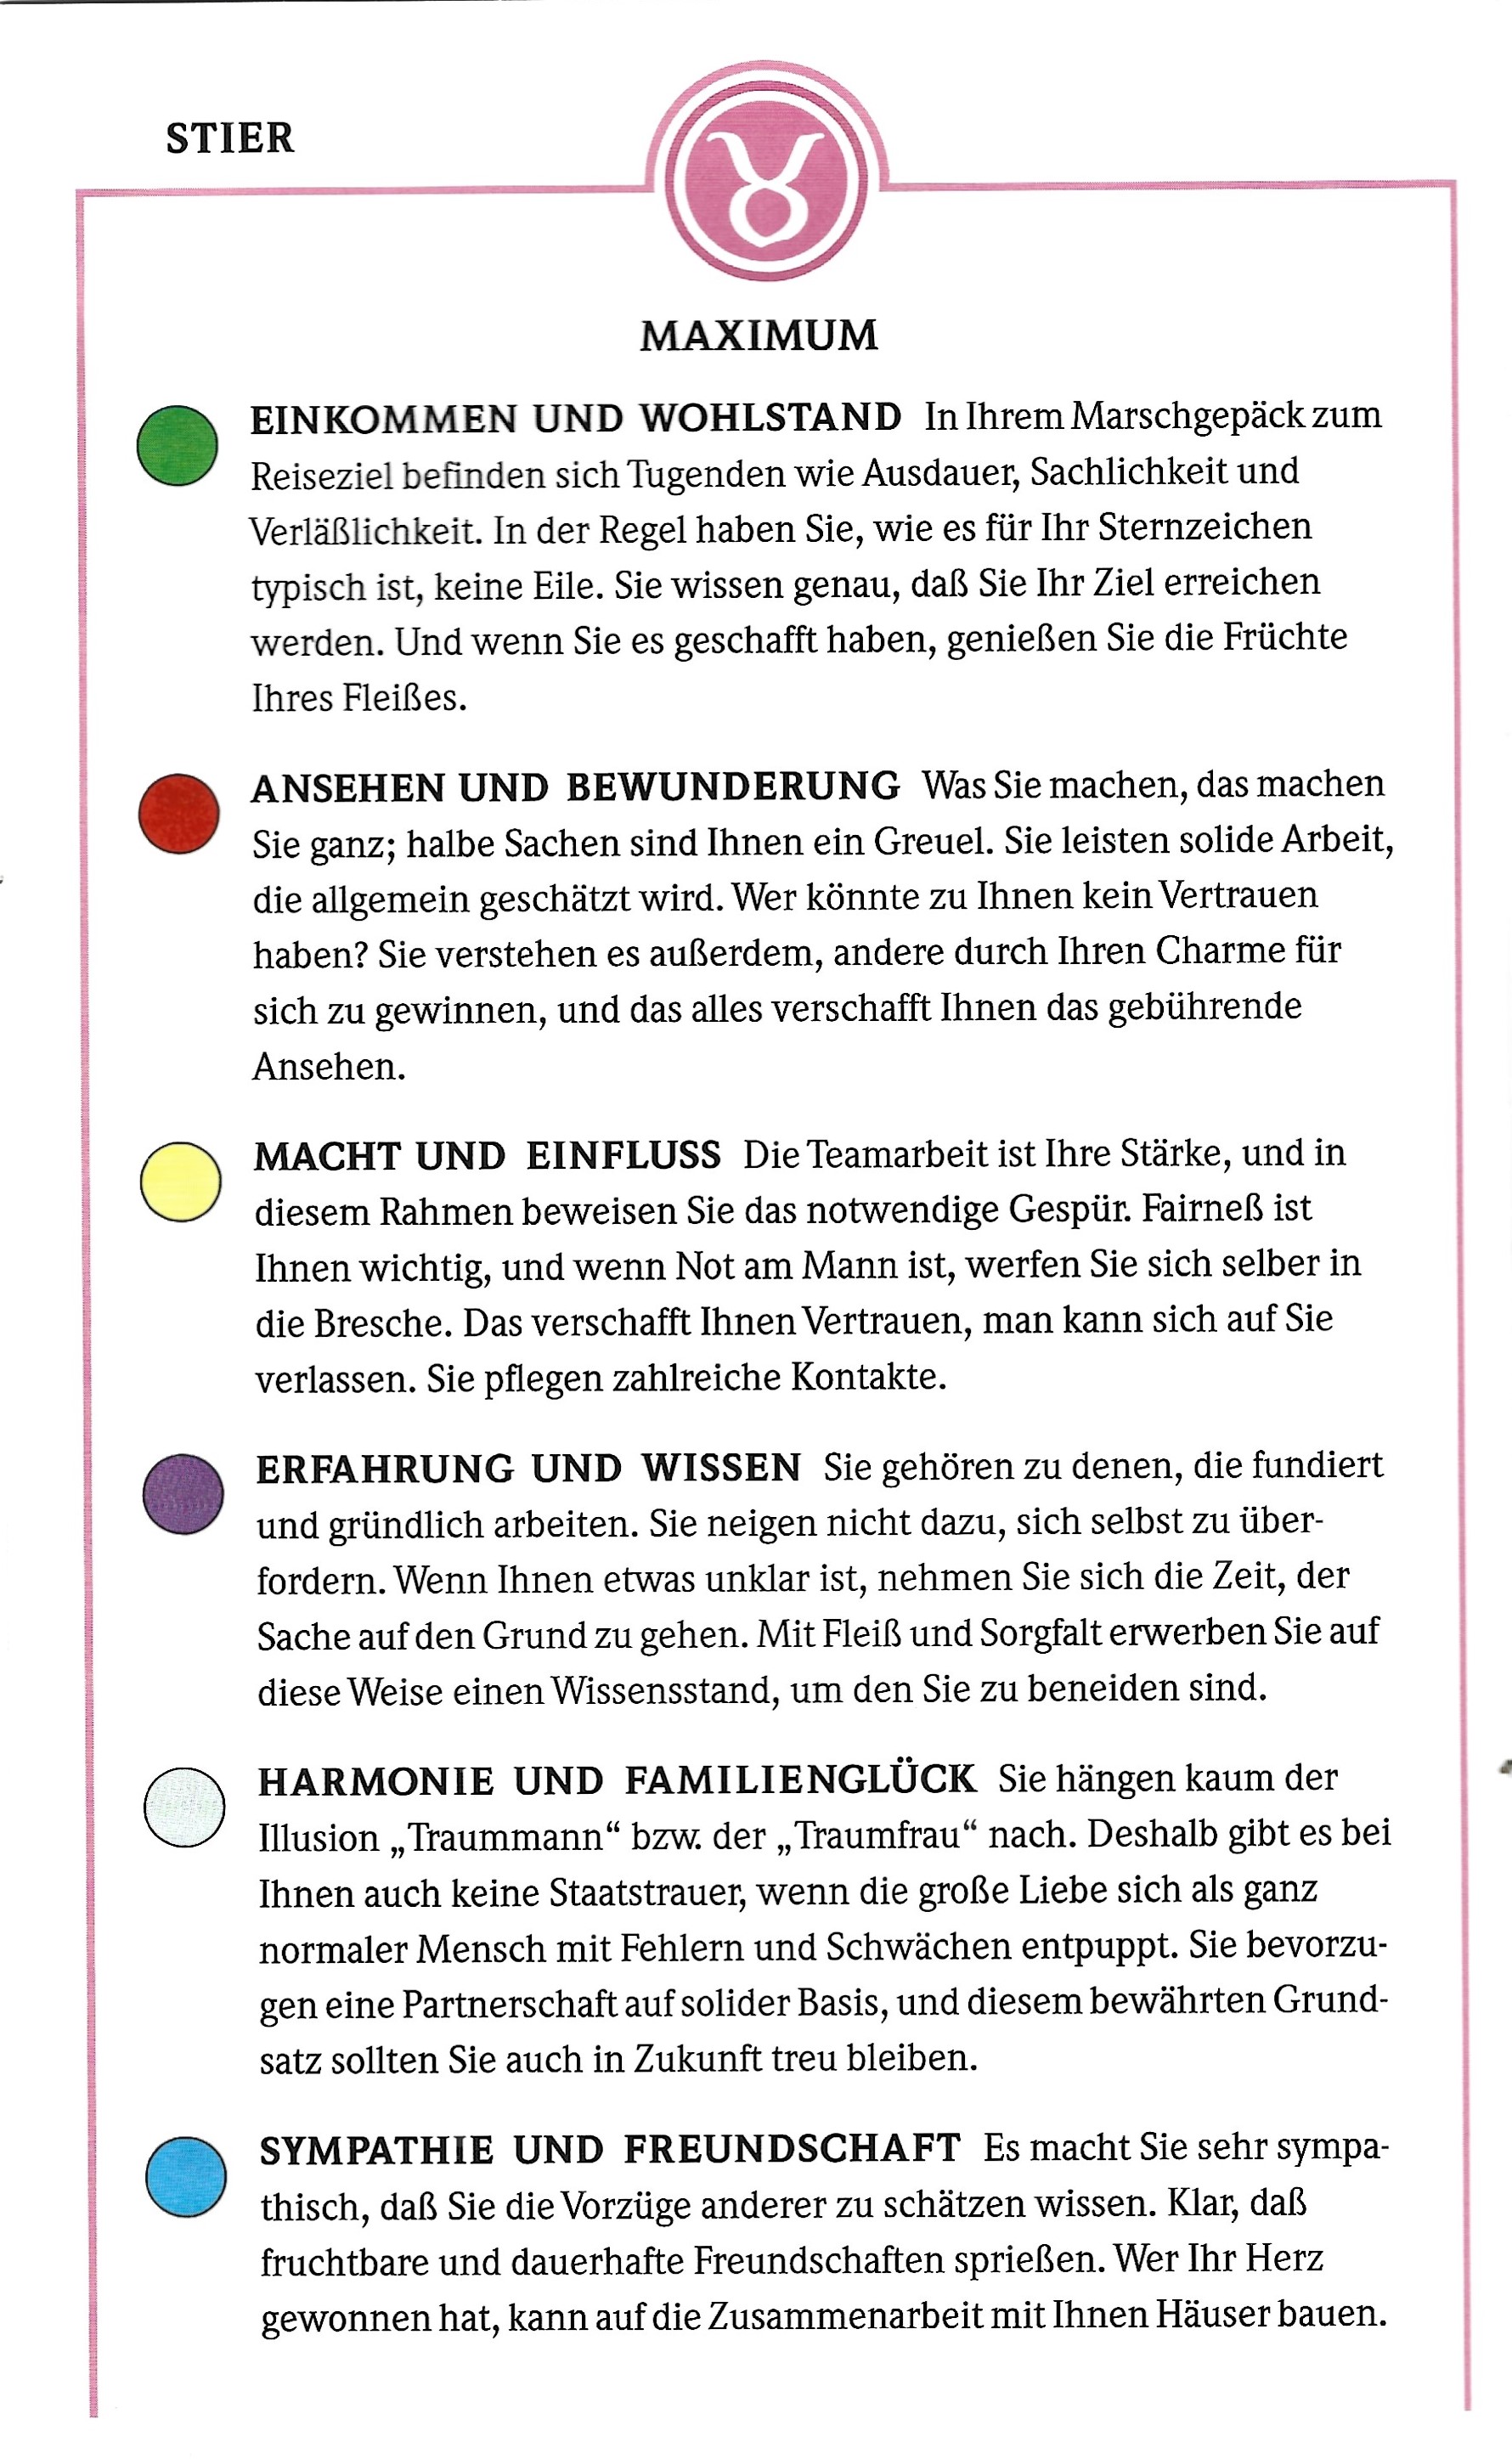 STIER
MAXIMUM
EINKOMMEN UND WOHLSTAND In Ihrem Marschgepäck zum
Reiseziel befinden sich Tugenden wie Ausdauer, Sachlichkeit und
Verläßlichkeit. In der Regel haben Sie, wie es für Ihr Sternzeichen
typisch ist, keine Eile. Sie wissen genau, daß Sie Ihr Ziel erreichen
werden. Und wenn Sie es geschafft haben, genießen Sie die Früchte
Ihres Fleißes.
ANSEHEN UND BEWUNDERUNG Was Sie machen, das machen
Sie ganz; halbe Sachen sind Ihnen ein Greuel. Sie leisten solide Arbeit,
die allgemein geschätzt wird. Wer könnte zu Ihnen kein Vertrauen
haben? Sie verstehen es außerdem, andere durch Ihren Charme für
sich zu gewinnen, und das alles verschafft Ihnen das gebührende
Ansehen.
MACHT UND EINFLUSS Die Teamarbeit ist Ihre Stärke, und in
diesem Rahmen beweisen Sie das notwendige Gespür. Fairneß ist
Ihnen wichtig, und wenn Not am Mann ist, werfen Sie sich selber in
die Bresche. Das verschafft Ihnen Vertrauen, man kann sich auf Sie
verlassen. Sie pflegen zahlreiche Kontakte.
ERFAHRUNG UND WISSEN Sie gehören zu denen, die fundiert
und gründlich arbeiten. Sie neigen nicht dazu, sich selbst zu über-
fordern. Wenn Ihnen etwas unklar ist, nehmen Sie sich die Zeit, der
Sache auf den Grund zu gehen. Mit Fleiß und Sorgfalt erwerben Sie auf
diese Weise einen Wissensstand, um den Sie zu beneiden sind.
HARMONIE UND FAMILIENGLÜCK Sie hängen kaum der
Illusion „Traummann“ bzw. der „Traumfrau“ nach. Deshalb gibt es bei
Ihnen auch keine Staatstrauer, wenn die große Liebe sich als ganz
normaler Mensch mit Fehlern und Schwächen entpuppt. Sie bevorzu-
gen eine Partnerschaft auf solider Basis, und diesem bewährten Grund-
satz sollten Sie auch in Zukunft treu bleiben.
SYMPATHIE UND FREUNDSCHAFT Es macht Sie sehr sympa-
thisch, daß Sie die Vorzüge anderer zu schätzen wissen. Klar, daß
fruchtbare und dauerhafte Freundschaften sprießen. Wer Ihr Herz
gewonnen hat, kann auf die Zusammenarbeit mit Ihnen Häuser bauen.